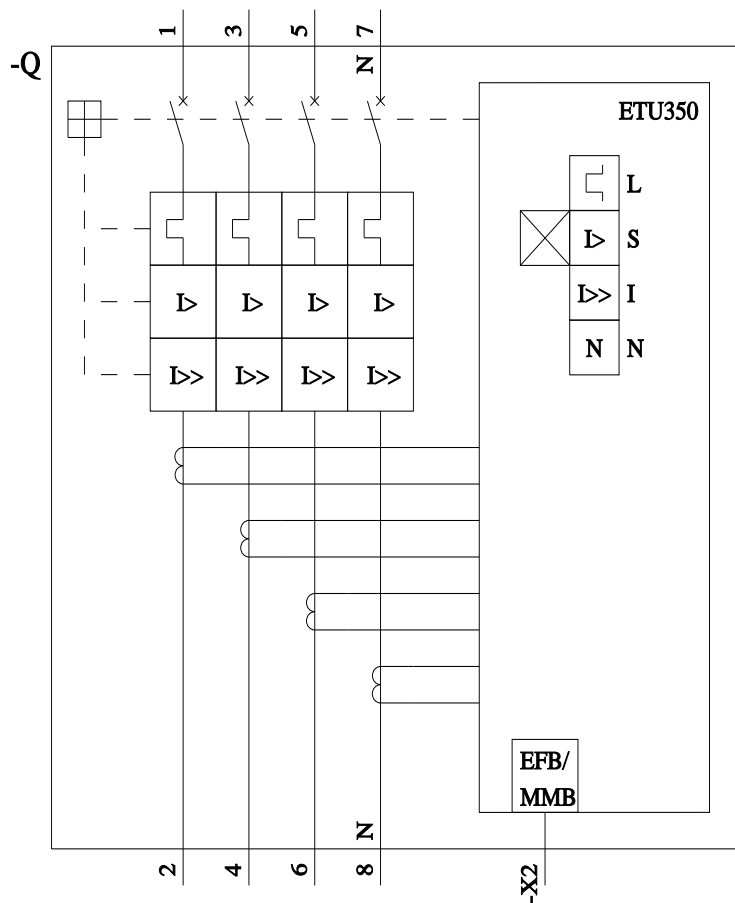 1 3 5 7
-Q
N
ETU350
L
I> S
I> I> I> I>
I>> I
N N
I>> I>> I>> I>>
EFB/
MMB
N
2 4 6 8
-X2